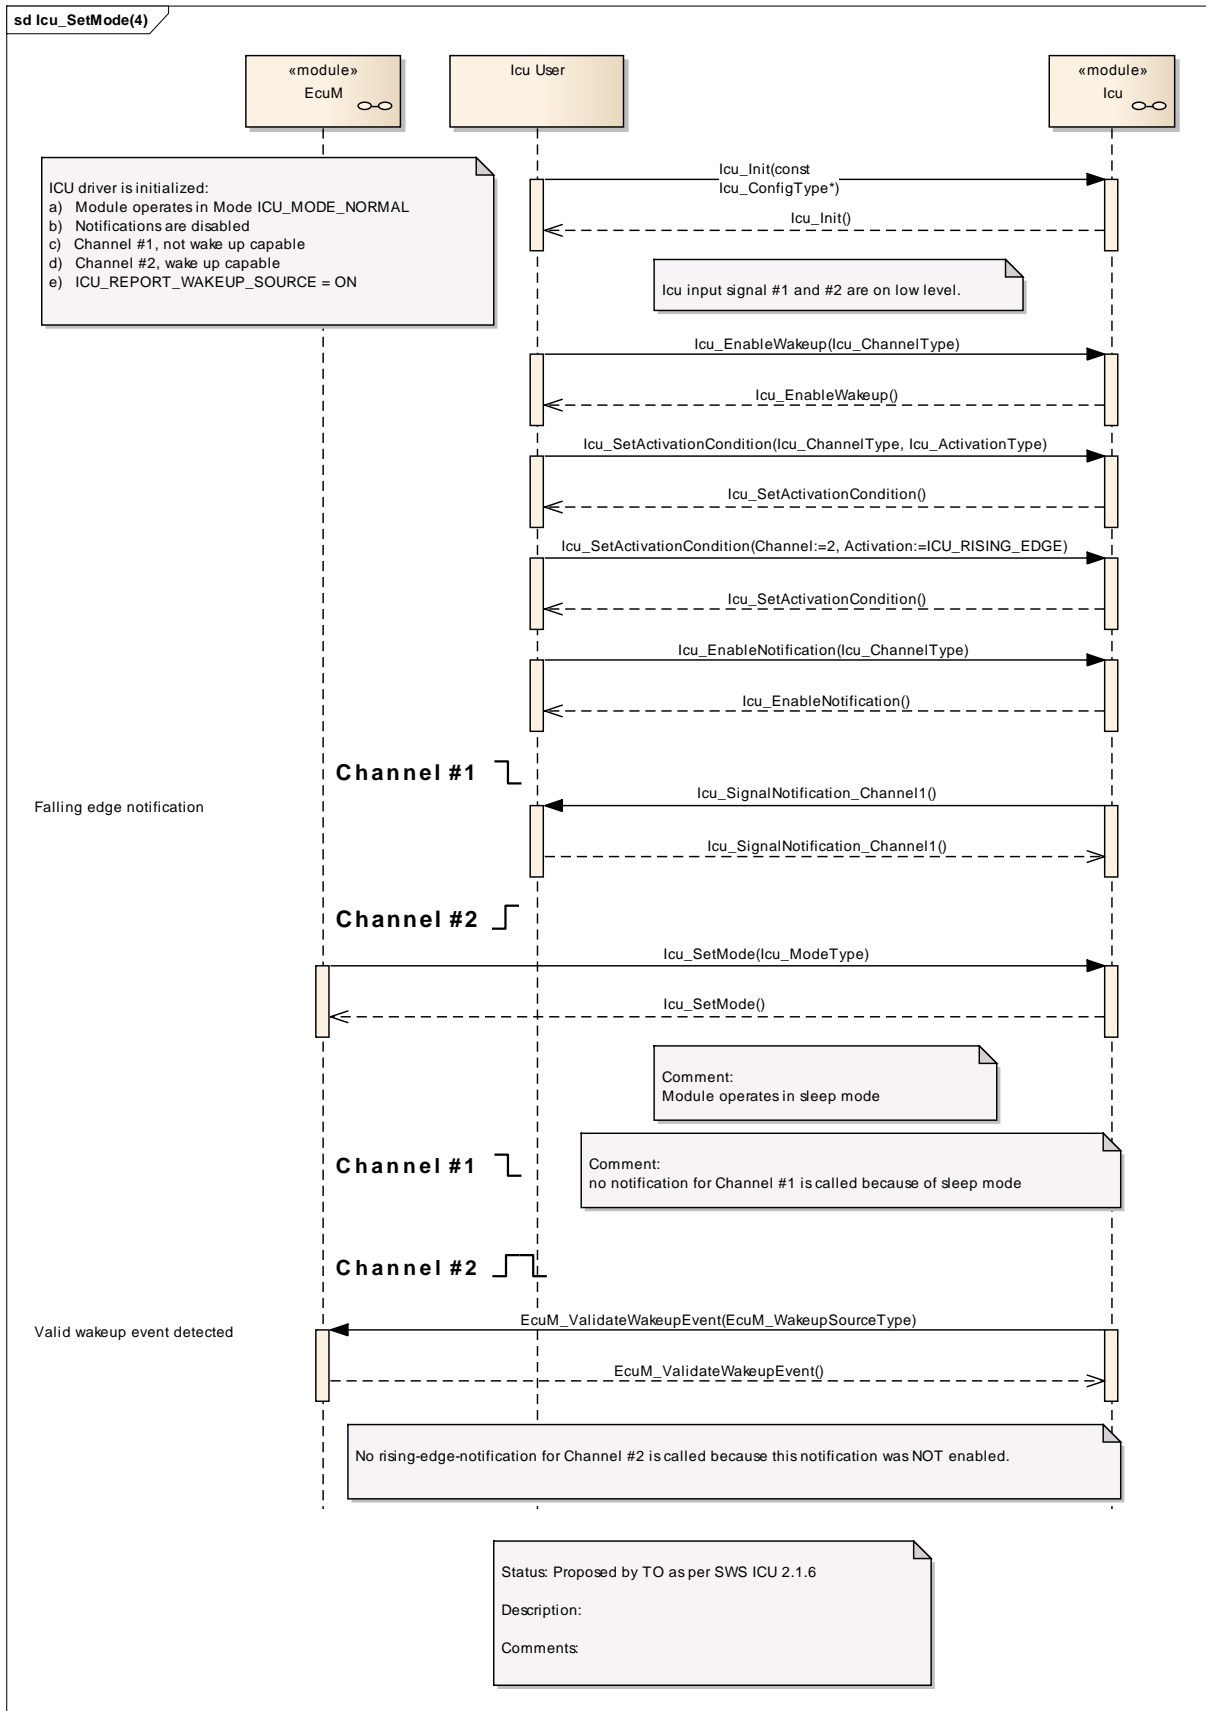 sd Icu_SetMode(4)
«module»
EcuM
Icu User
«module»
Icu
ICU driver is initialized:
a) Module operates in Mode ICU_MODE_NORMAL
b) Notifications are disabled
c) Channel #1, not wake up capable
d) Channel #2, wake up capable
e) ICU_REPORT_WAKEUP_SOURCE = ON
Icu_Init(const
Icu_ConfigType*)
Icu_Init()
Icu input signal #1 and #2 are on low level.
Icu_EnableWakeup(Icu_ChannelType)
Icu_EnableWakeup()
Icu_SetActivationCondition(Icu_ChannelType, Icu_ActivationType)
Icu_SetActivationCondition()
Icu_SetActivationCondition(Channel:=2, Activation:=ICU_RISING_EDGE)
Icu_SetActivationCondition()
Icu_EnableNotification(Icu_ChannelType)
Icu_EnableNotification()
Channel #1
Falling edge notification
Icu_SignalNotification_Channel1()
Icu_SignalNotification_Channel1()
Channel #2
Icu_SetMode(Icu_ModeType)
Icu_SetMode()
Comment:
Module operates in sleep mode
Channel #1
Comment:
no notification for Channel #1 is called because of sleep mode
Channel #2
Valid wakeup event detected
EcuM_ValidateWakeupEvent(EcuM_WakeupSourceType)
EcuM_ValidateWakeupEvent()
No rising-edge-notification for Channel #2 is called because this notification was NOT enabled.
Status: Proposed by TO as per SWS ICU 2.1.6
Description:
Comments: